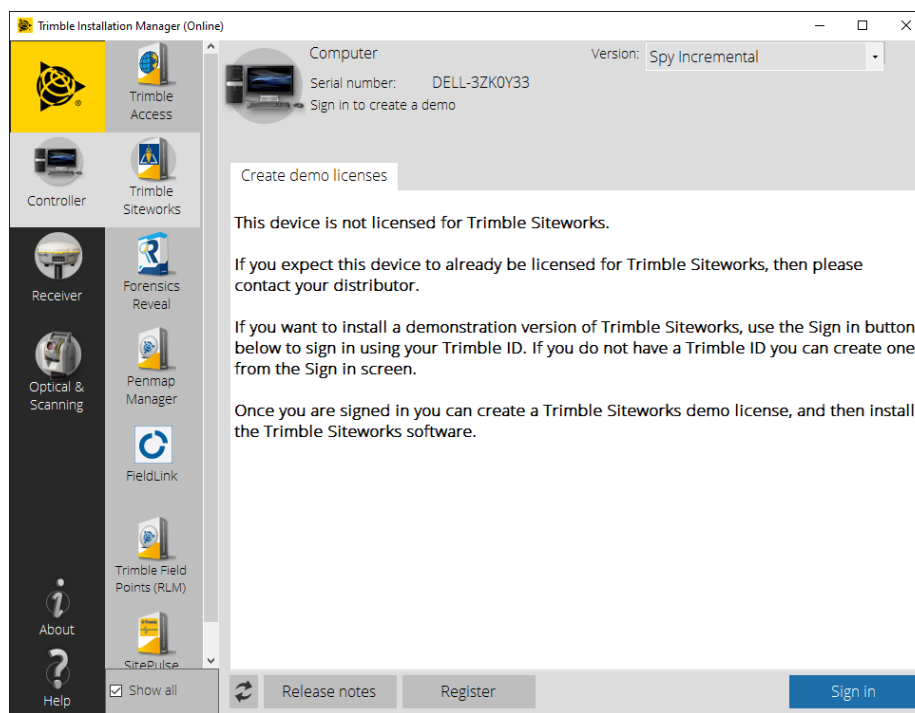 Trimble Installation Manager (Online)
Controller
Receiver
Optical &
Scanning
About
Help
Trimble
Access
Trimble
Siteworks
Forensics
Reveal
Penmap
Manager
FieldLink
Trimble Field
Points (RLM)
SitePulse
Show all
Computer
Serial number: DELL-3ZK0Y33
Sign in to create a demo
Version: Spy Incremental
Create demo licenses
This device is not licensed for Trimble Siteworks.
If you expect this device to already be licensed for Trimble Siteworks, then please
contact your distributor.
If you want to install a demonstration version of Trimble Siteworks, use the Sign in button
below to sign in using your Trimble ID. If you do not have a Trimble ID you can create one
from the Sign in screen.
Once you are signed in you can create a Trimble Siteworks demo license, and then install
the Trimble Siteworks software.
Release notes
Register
Sign in